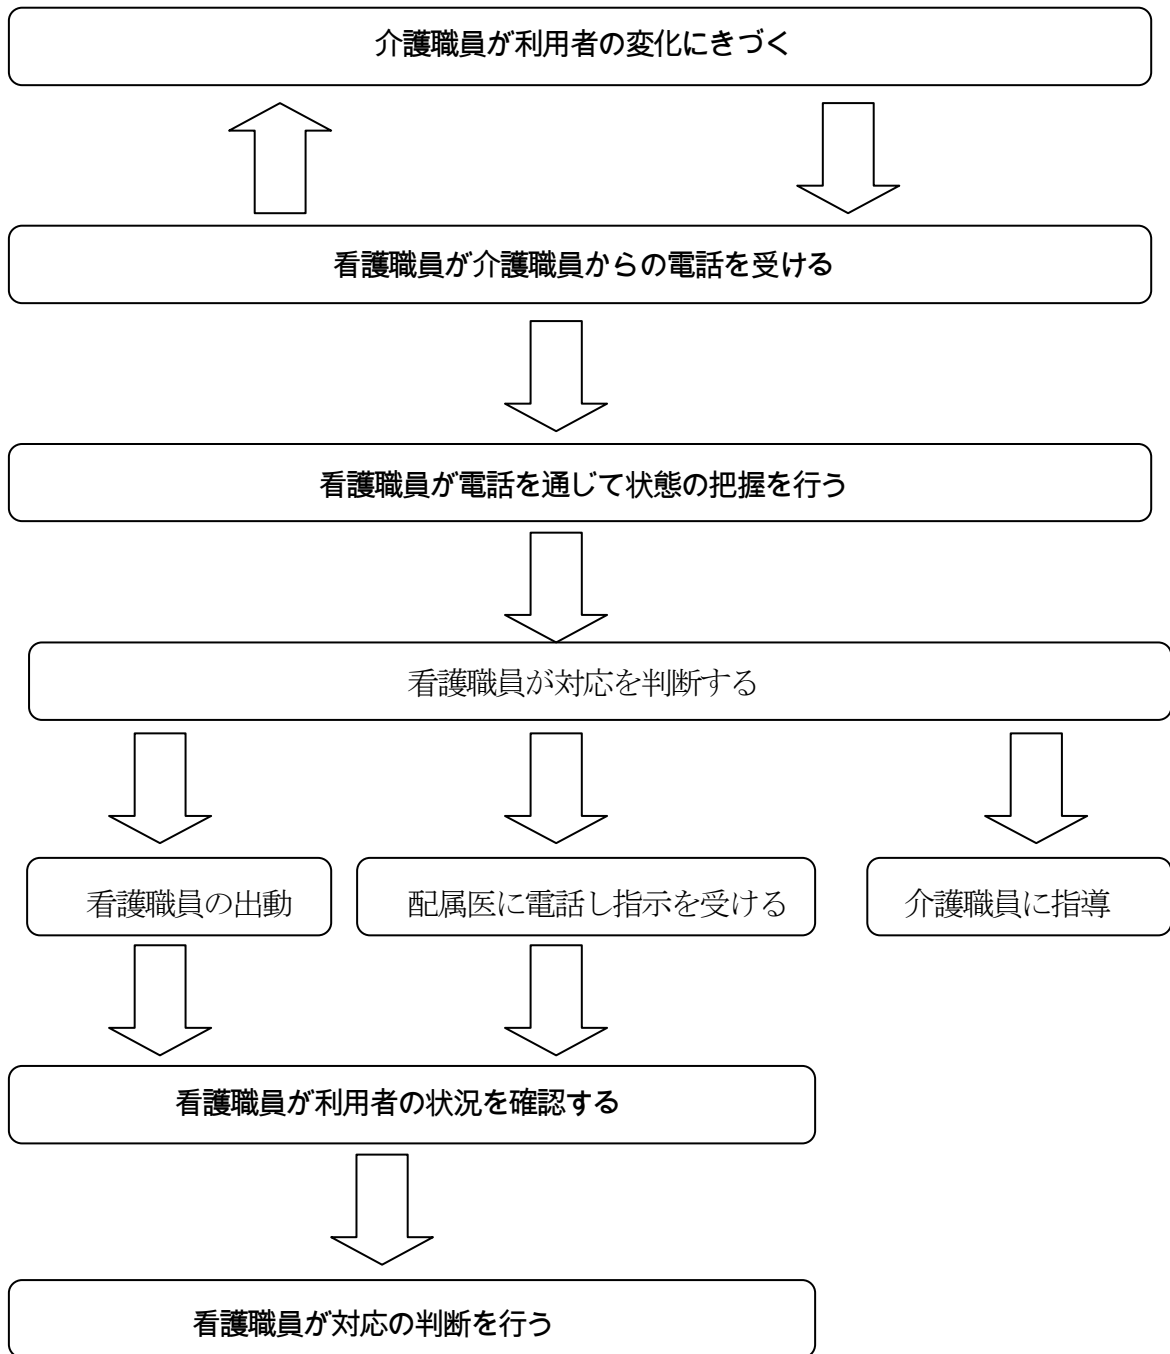 介護職員が利用者の変化にきづく
看護職員が介護職員からの電話を受ける
看護職員が電話を通じて状態の把握を行う
看護職員が対応を判断する
看護職員の出動
配属医に電話し指示を受ける
介護職員に指導
看護職員が利用者の状況を確認する
看護職員が対応の判断を行う